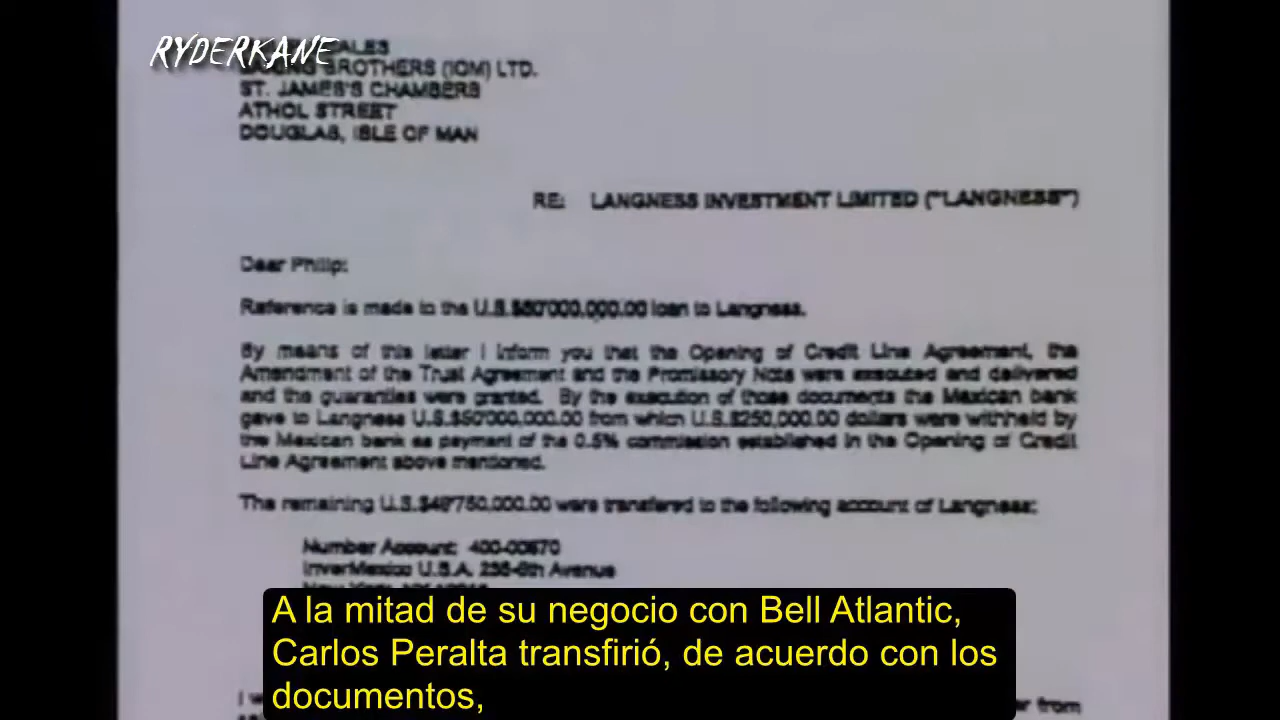 RYDERKANE
BROTHERS (IOM) LTD.
ST. JAMES'S CHAMBERS
ATHOL STREET
DOUGLAS, ISLE OF MAN
RE: LANGNESS INVESTMENT LIMITED ("LANGNESS")
Dear Philip:
Reference is made to the U.S.$50'000,000.00 loan to Langness.
By means of this letter I inform you that the Opening of Credit Line Agreement, the
Amendment of the Trust Agreement and the Promissory Note were executed and delivered
and the guaranties were granted. By the execution of those documents the Mexican bank
gave to Langness U.S.$50'000,000.00 from which U.S.$250,000.00 dollars were withheld by
the Mexican bank as payment of the 0.5% commission established in the Opening of Credit
Line Agreement above mentioned.
The remaining U.S.$49'750,000.00 were transferred to the following account of Langness:
Number Account: 400-00670
InverMexico U.S.A. 235-5th Avenue
A la mitad de su negocio con Bell Atlantic,
Carlos Peralta transfirió, de acuerdo con los
documentos,
from